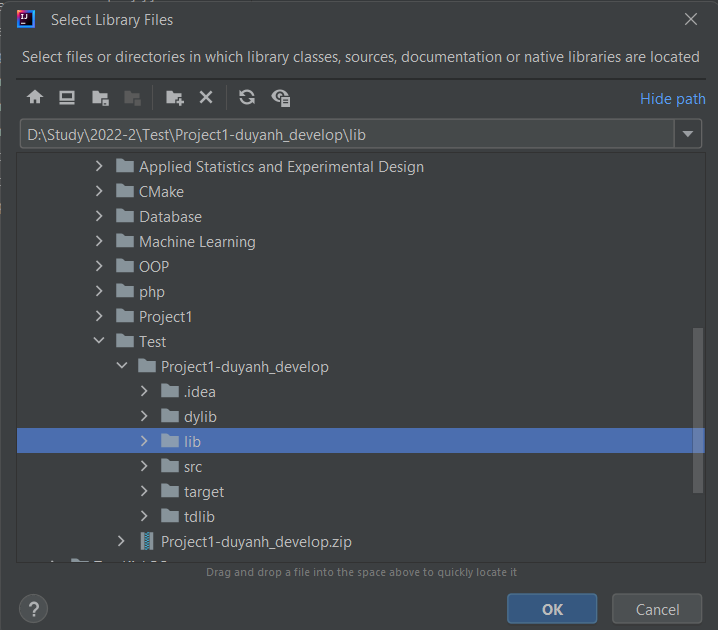 Select Library Files
Select files or directories in which library classes, sources, documentation or native libraries are located
Hide path
D:\Study\2022-2\Test\Project1-duyanh_develop\lib
Applied Statistics and Experimental Design
CMake
Database
Machine Learning
OOP
php
Project1
Test
Project1-duyanh_develop
.idea
dylib
lib
src
target
tdlib
Project1-duyanh_develop.zip
Drag and drop a file into the space above to quickly locate it
? OK Cancel